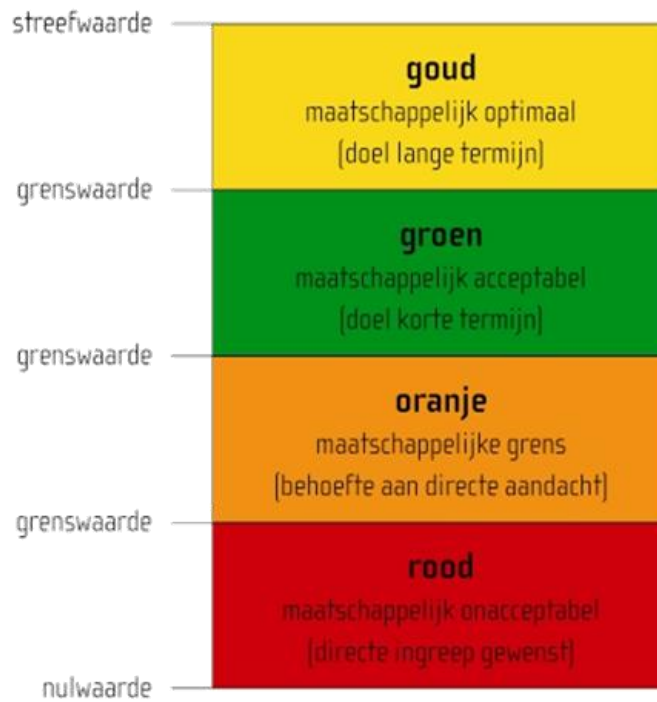 streefwaarde
goud
maatschappelijk optimaal
(doel lange termijn)
grenswaarde
groen
maatschappelijk acceptabel
(doel korte termijn)
grenswaarde
oranje
maatschappelijke grens
(behoefte aan directe aandacht)
grenswaarde
rood
maatschappelijk onacceptabel
(directe ingreep gewenst)
nulwaarde